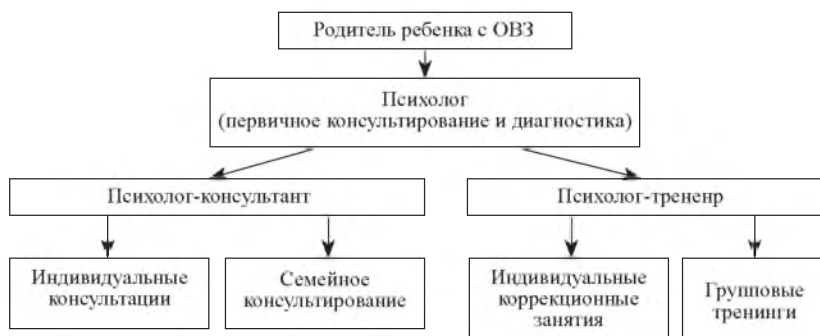 Родитель ребенка с ОВЗ
Психолог
(первичное консультирование и диагностика)
Психолог-консультант
Психолог-трененр
Индивидуальные
консультации
Семейное
консультирование
Индивидуальные
коррекционные
занятия
Групповые
тренинги